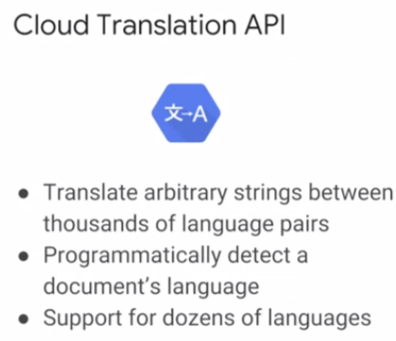 Cloud Translation API
文→A
● Translate arbitrary strings between
thousands of language pairs
● Programmatically detect a
document's language
● Support for dozens of languages